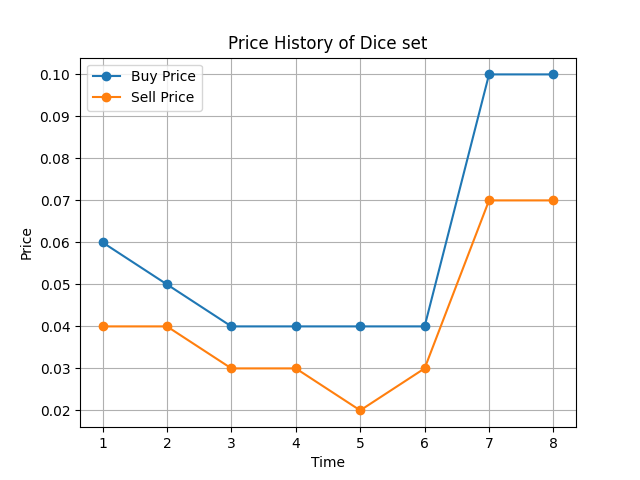 Price History of Dice set
Buy Price
Sell Price
Price
0.10
0.09
0.08
0.07
0.06
0.05
0.04
0.03
0.02
1 2 3 4 5 6 7 8
Time